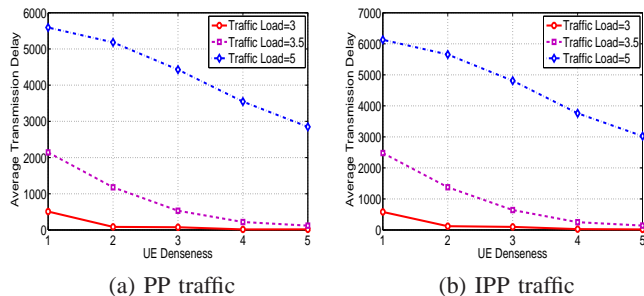 6000
5000
4000
3000
2000
1000
0
Average Transmission Delay
Traffic Load=3
Traffic Load=3.5
Traffic Load=5
1 2 3 4 5
UE Denseness
(a) PP traffic
7000
6000
5000
4000
3000
2000
1000
0
Average Transmission Delay
Traffic Load=3
Traffic Load=3.5
Traffic Load=5
1 2 3 4 5
UE Denseness
(b) IPP traffic